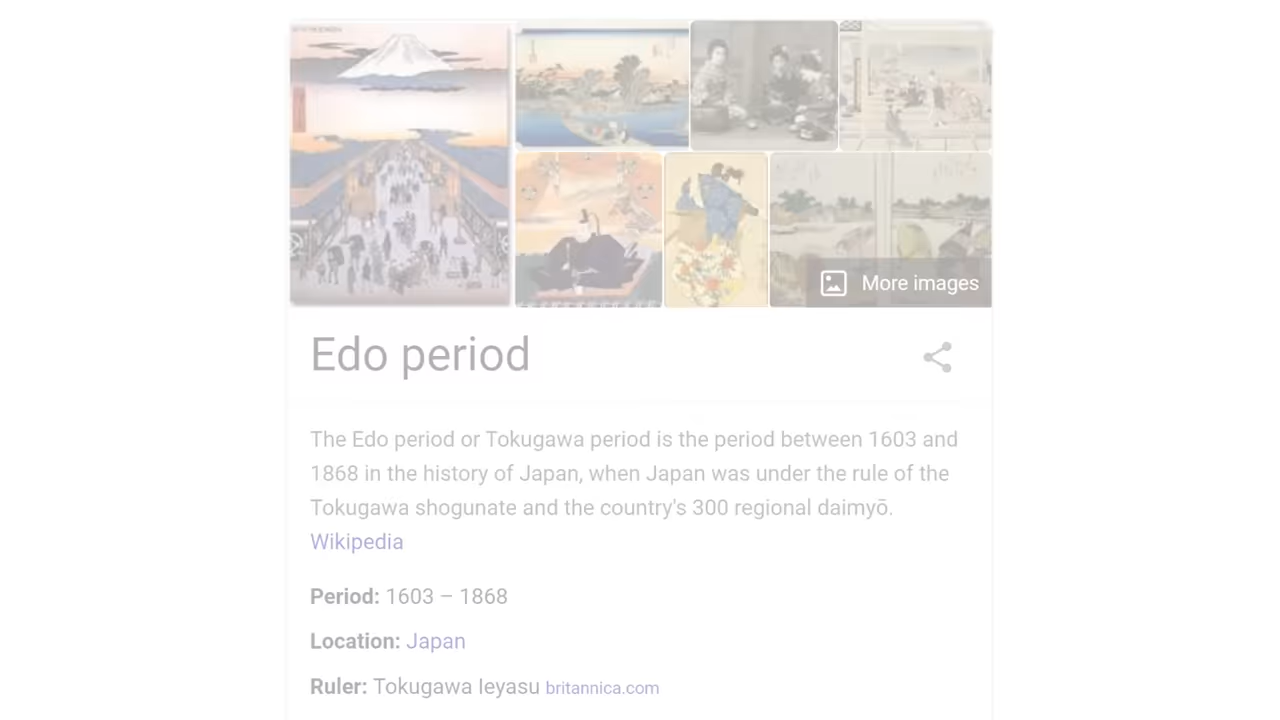 More images
Edo period
The Edo period or Tokugawa period is the period between 1603 and
1868 in the history of Japan, when Japan was under the rule of the
Tokugawa shogunate and the country's 300 regional daimyō.
Wikipedia
Period: 1603 – 1868
Location: Japan
Ruler: Tokugawa Ieyasu britannica.com